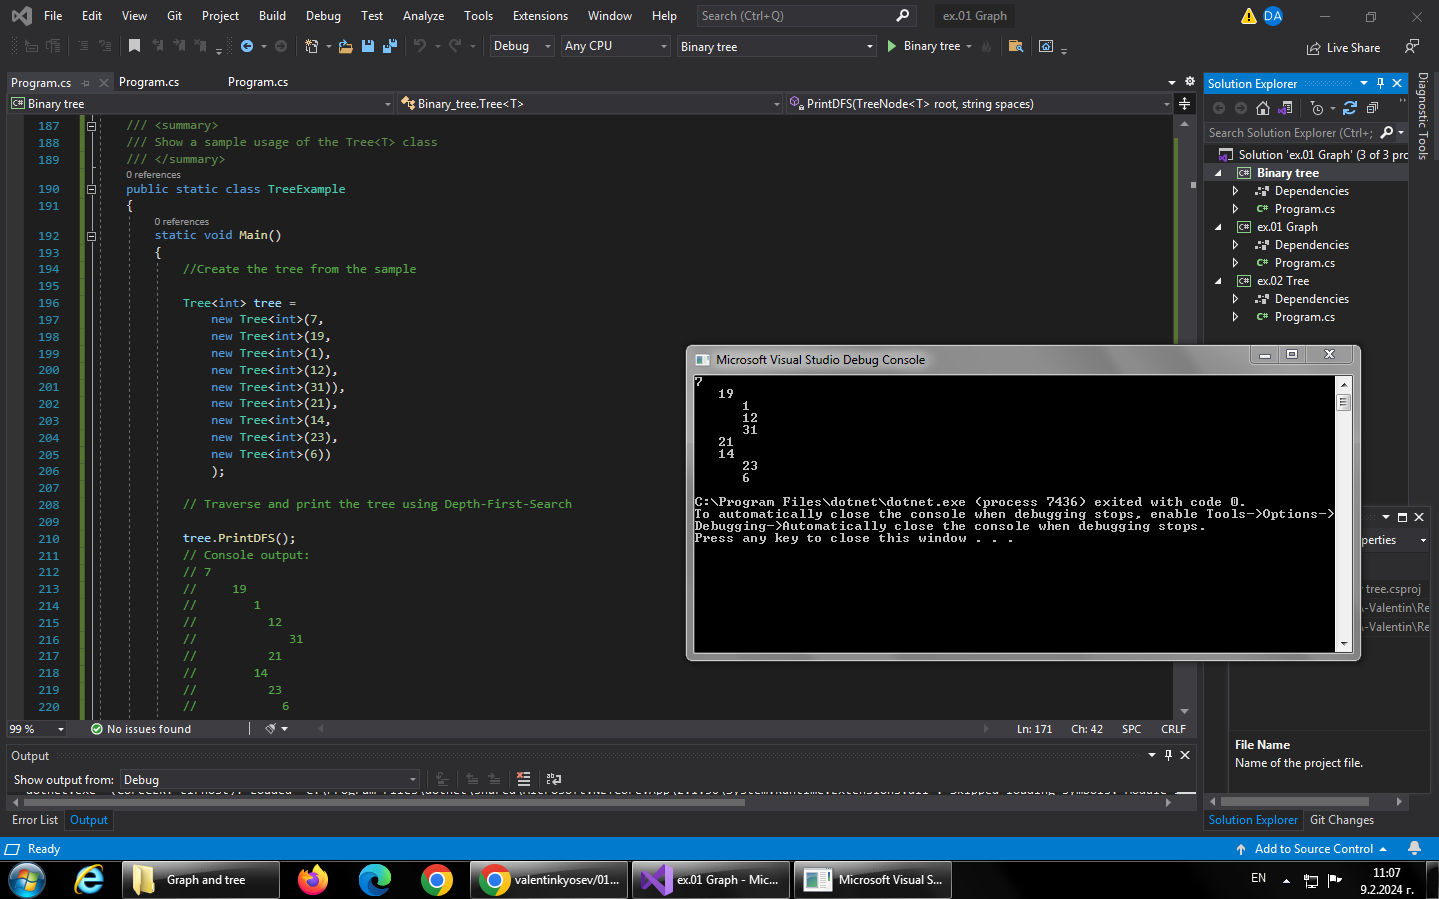 File Edit View Git Project Build Debug Test Analyze Tools Extensions Window Help Search (Ctrl+Q) ex.01 Graph DA
Debug Any CPU Binary tree Binary tree Live Share
Program.cs Program.cs Program.cs
Binary tree Binary_tree.Tree<T> PrintDFS(TreeNode<T> root, string spaces)
187 /// <summary>
188 /// Show a sample usage of the Tree<T> class
189 /// </summary>
0 references
190 public static class TreeExample
191 {
0 references
192 static void Main()
193 {
194 //Create the tree from the sample
195
196 Tree<int> tree =
197 new Tree<int>(7,
198 new Tree<int>(19,
199 new Tree<int>(1),
200 new Tree<int>(12),
201 new Tree<int>(31)),
202 new Tree<int>(21),
203 new Tree<int>(14,
204 new Tree<int>(23),
205 new Tree<int>(6))
206 );
207
208 // Traverse and print the tree using Depth-First-Search
209
210 tree.PrintDFS();
211 // Console output:
212 // 7
213 // 19
214 // 1
215 // 12
216 // 31
217 // 21
218 // 14
219 // 23
220 // 6
99 % No issues found Ln: 171 Ch: 42 SPC CRLF
Output
Show output from: Debug
Error List Output
Microsoft Visual Studio Debug Console
7
19
1
12
31
21
14
23
6
C:\Program Files\dotnet\dotnet.exe (process 7436) exited with code 0.
To automatically close the console when debugging stops, enable Tools->Options->
Debugging->Automatically close the console when debugging stops.
Press any key to close this window . . .
Solution Explorer
Search Solution Explorer (Ctrl+;
Solution 'ex.01 Graph' (3 of 3 pro
Binary tree
Dependencies
Program.cs
ex.01 Graph
Dependencies
Program.cs
ex.02 Tree
Dependencies
Program.cs
Diagnostic Tools
perties
tree.csproj
\-Valentin\Re
\-Valentin\Re
File Name
Name of the project file.
Solution Explorer Git Changes
Ready Add to Source Control
Graph and tree valentinkyosev/01... ex.01 Graph - Mic... Microsoft Visual S... EN 11:07
9.2.2024 г.